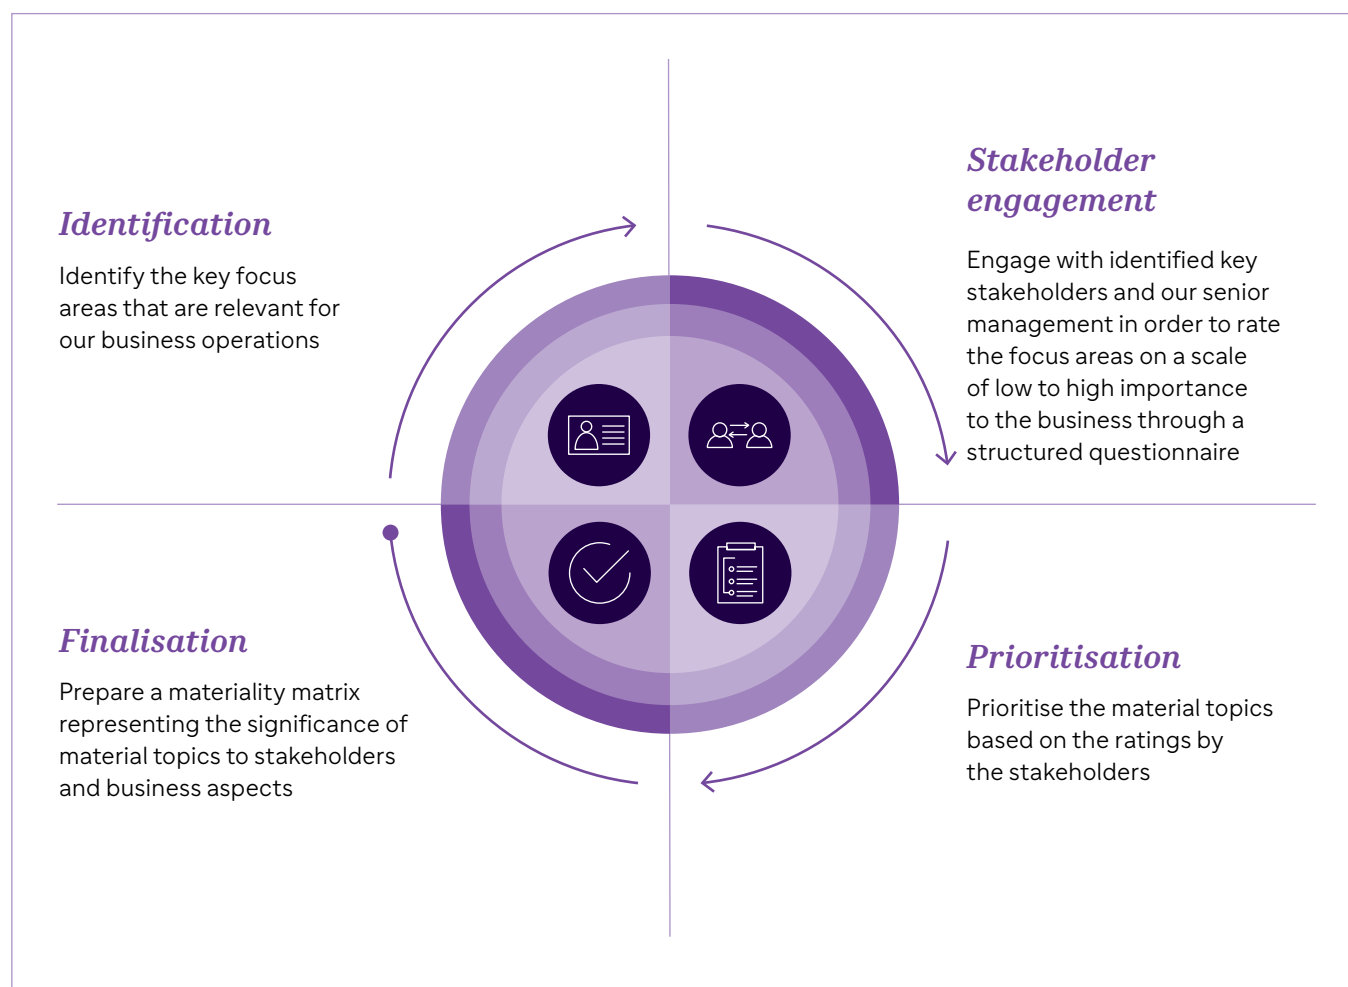 Identification
Identify the key focus
areas that are relevant for
our business operations
Stakeholder
engagement
Engage with identified key
stakeholders and our senior
management in order to rate
the focus areas on a scale
of low to high importance
to the business through a
structured questionnaire
Finalisation
Prepare a materiality matrix
representing the significance of
material topics to stakeholders
and business aspects
Prioritisation
Prioritise the material topics
based on the ratings by
the stakeholders